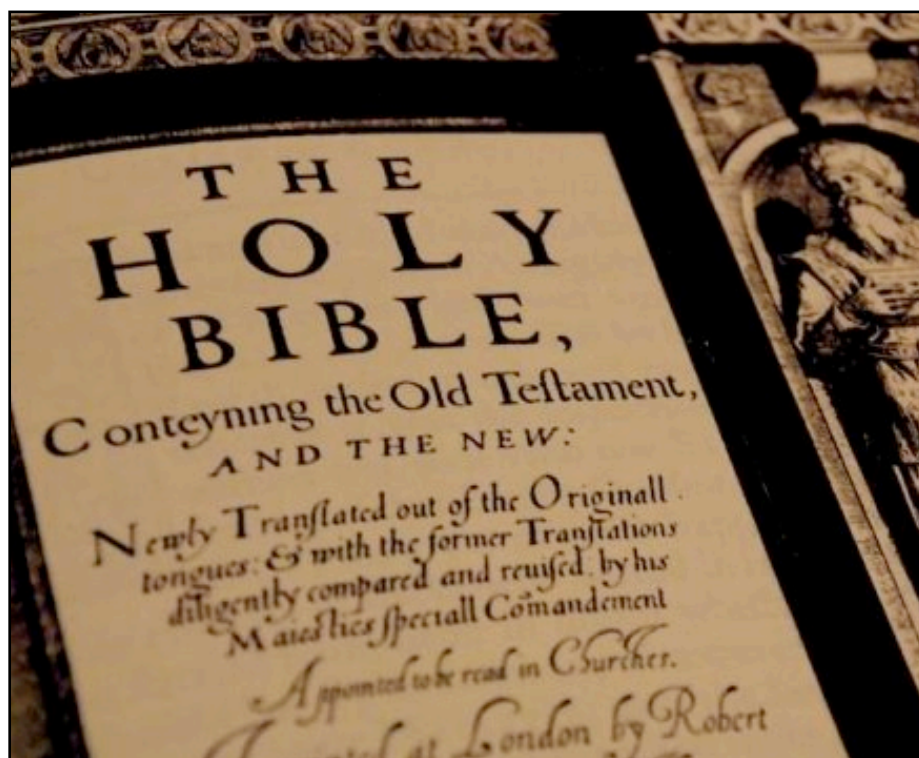 THE
HOLY
BIBLE,
Conteyning the Old Teſtament,
AND THE NEW:
Newly Tranſlated out of the Originall
tongues: & with the former Tranſlations
diligently compared and reuiſed, by his
Maieſties ſpeciall Comandement
Appointed to be read in Churches.
at London by Robert